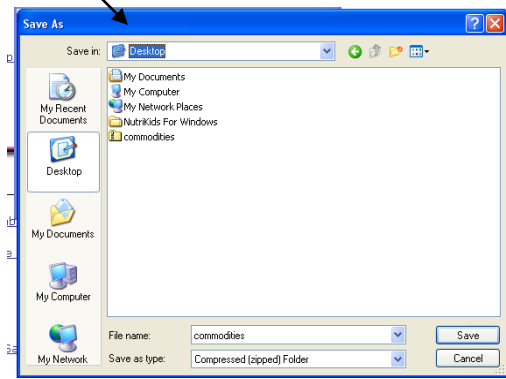 Save As
Save in:
Desktop
My Documents
My Computer
My Network Places
NutriKids For Windows
commodities
My Recent
Documents
Desktop
My Documents
My Computer
My Network
File name:
commodities
Save
Save as type:
Compressed (zipped) Folder
Cancel